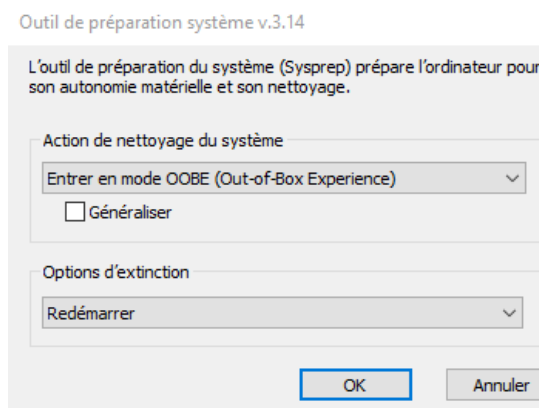 Outil de préparation système v.3.14
L'outil de préparation du système (Sysprep) prépare l'ordinateur pour
son autonomie matérielle et son nettoyage.
Action de nettoyage du système
Entrer en mode OOBE (Out-of-Box Experience)
Généraliser
Options d'extinction
Redémarrer
OK
Annuler